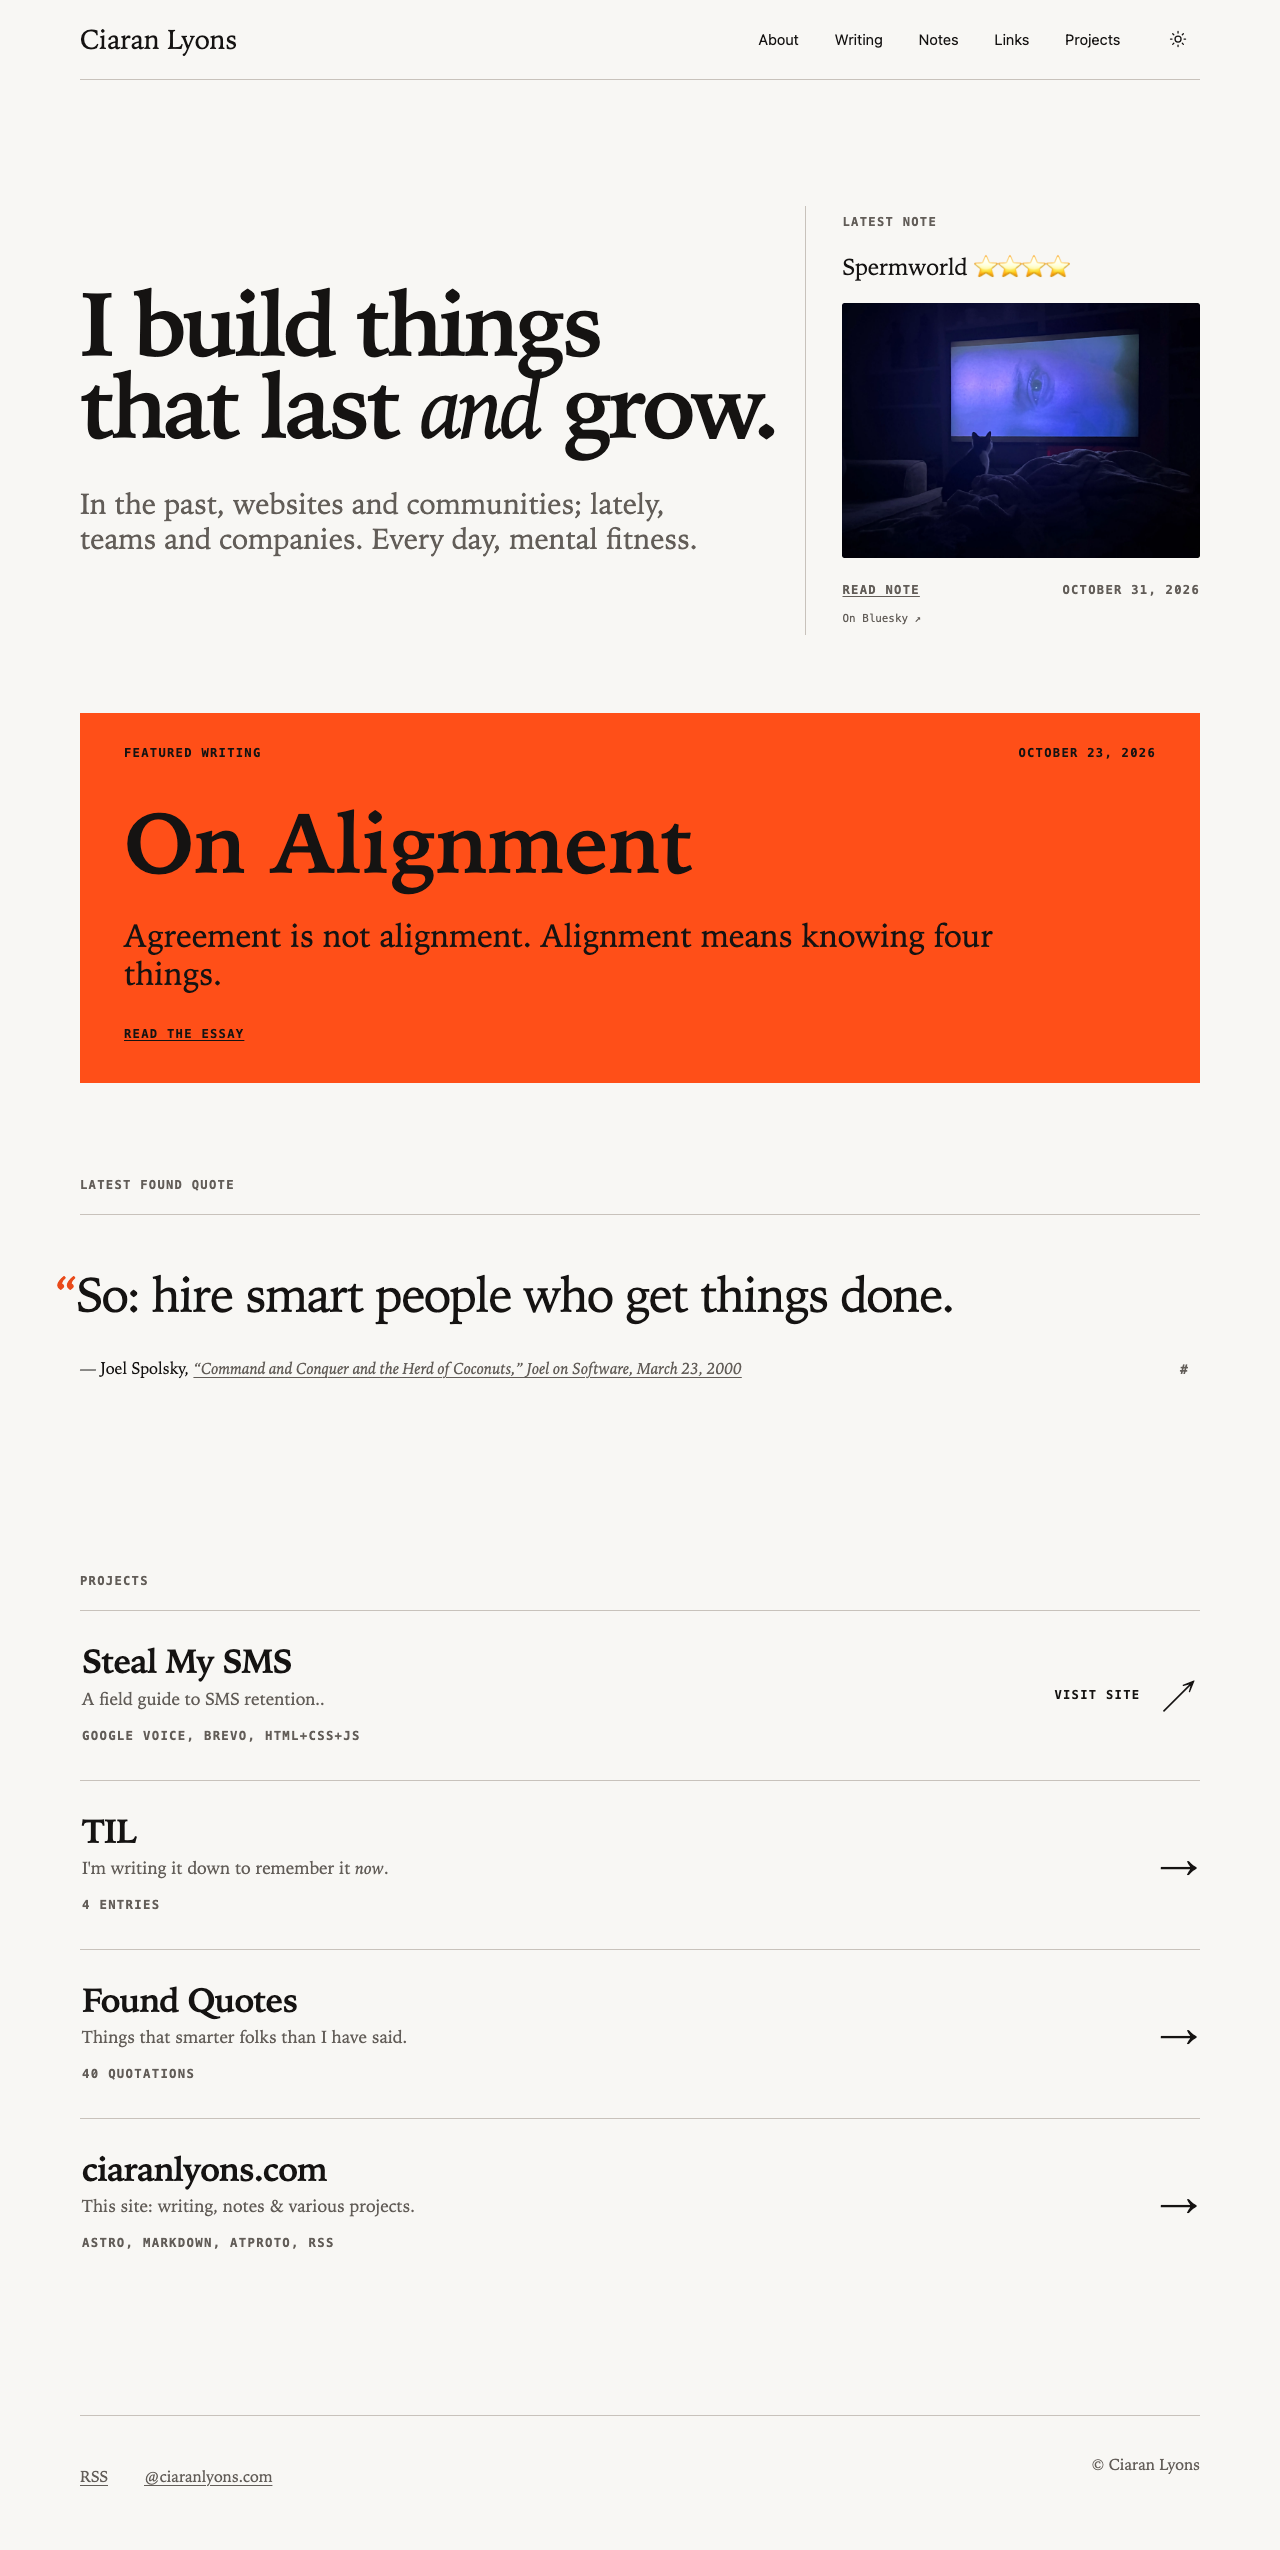 Ciaran Lyons
About
Writing
Notes
Links
Projects
I build things
that last and grow.
In the past, websites and communities; lately,
teams and companies. Every day, mental fitness.
LATEST NOTE
Spermworld ⭐⭐⭐⭐
READ NOTE
OCTOBER 31, 2026
On Bluesky ↗
FEATURED WRITING
OCTOBER 23, 2026
On Alignment
Agreement is not alignment. Alignment means knowing four
things.
READ THE ESSAY
LATEST FOUND QUOTE
“So: hire smart people who get things done.
— Joel Spolsky, “Command and Conquer and the Herd of Coconuts,” Joel on Software, March 23, 2000
#
PROJECTS
Steal My SMS
A field guide to SMS retention..
GOOGLE VOICE, BREVO, HTML+CSS+JS
VISIT SITE
TIL
I'm writing it down to remember it now.
4 ENTRIES
Found Quotes
Things that smarter folks than I have said.
40 QUOTATIONS
ciaranlyons.com
This site: writing, notes & various projects.
ASTRO, MARKDOWN, ATPROTO, RSS
RSS
@ciaranlyons.com
© Ciaran Lyons